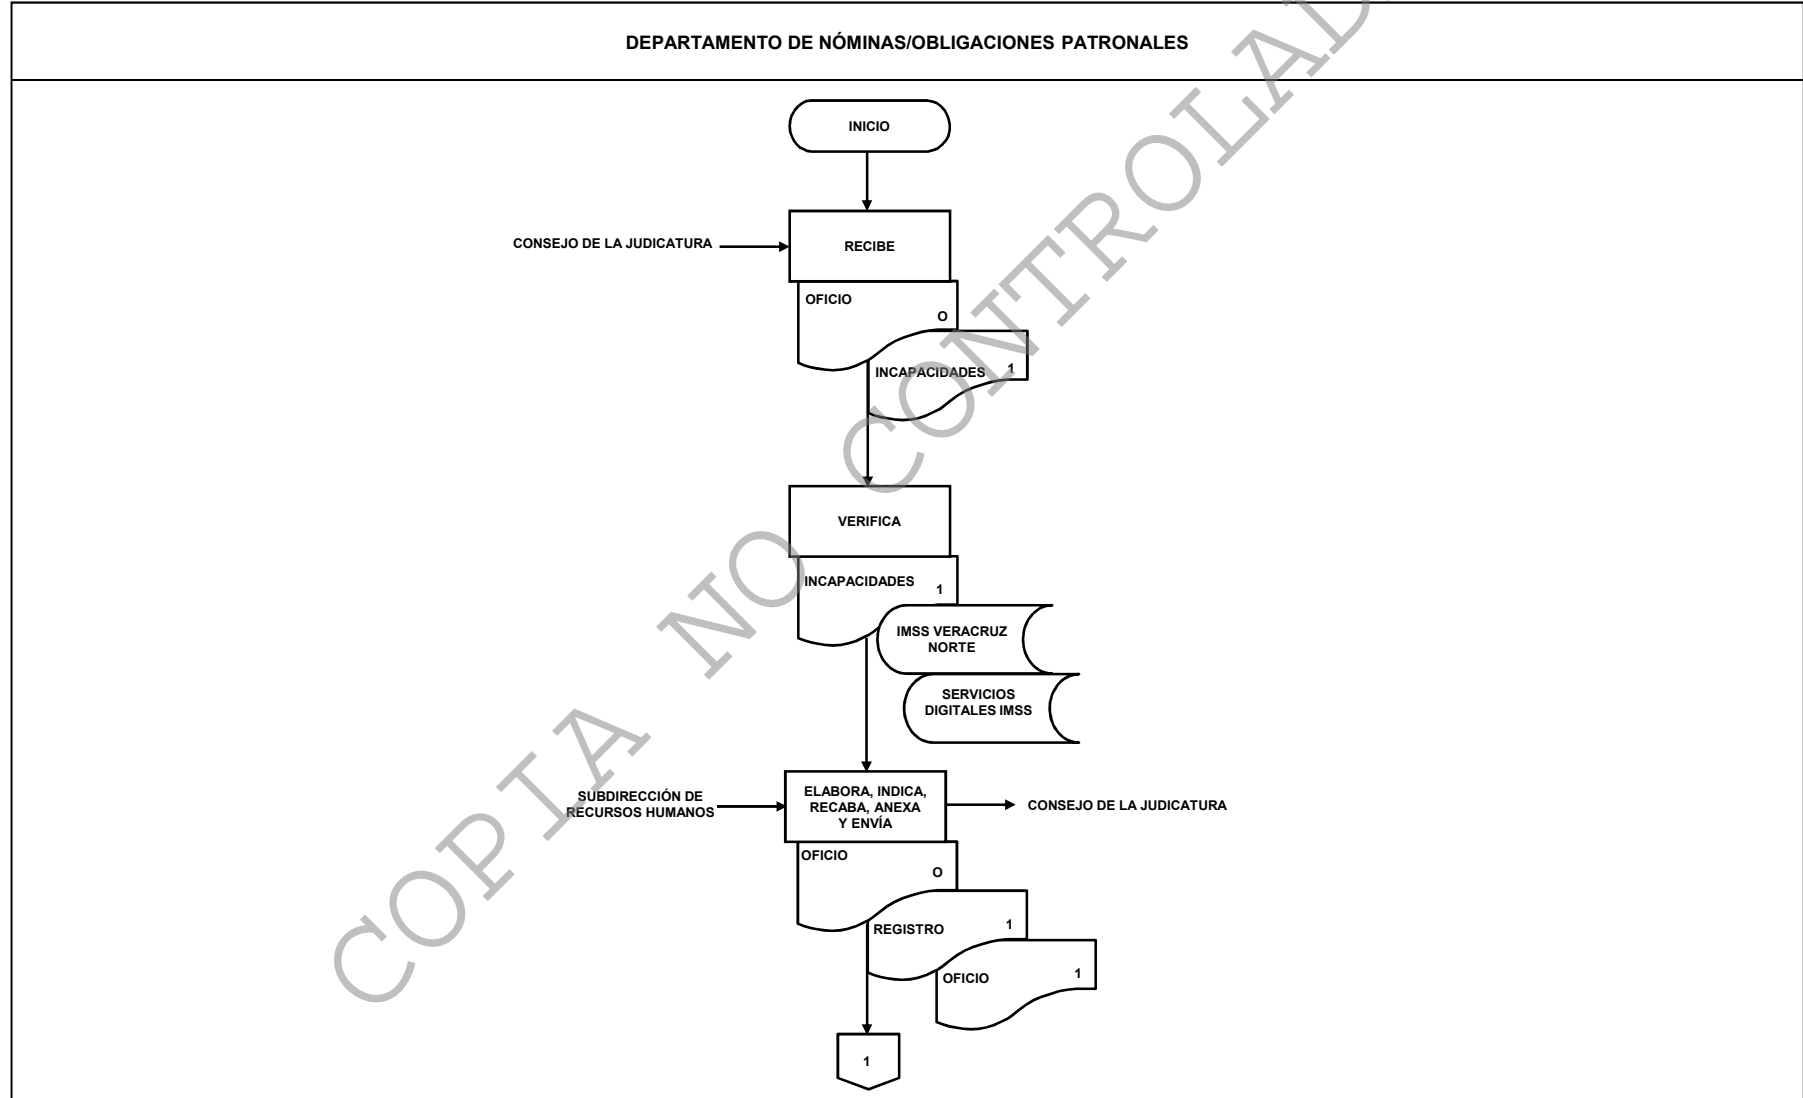 DEPARTAMENTO DE NÓMINAS/OBLIGACIONES PATRONALES
INICIO
CONSEJO DE LA JUDICATURA
RECIBE
OFICIO
O
INCAPACIDADES 1
VERIFICA
INCAPACIDADES
1
IMSS VERACRUZ
NORTE
SERVICIOS
DIGITALES IMSS
SUBDIRECCIÓN DE
RECURSOS HUMANOS
ELABORA, INDICA,
RECABA, ANEXA
Y ENVÍA
CONSEJO DE LA JUDICATURA
OFICIO
O
REGISTRO 1
OFICIO 1
1
COPIA NO CONTROLAD